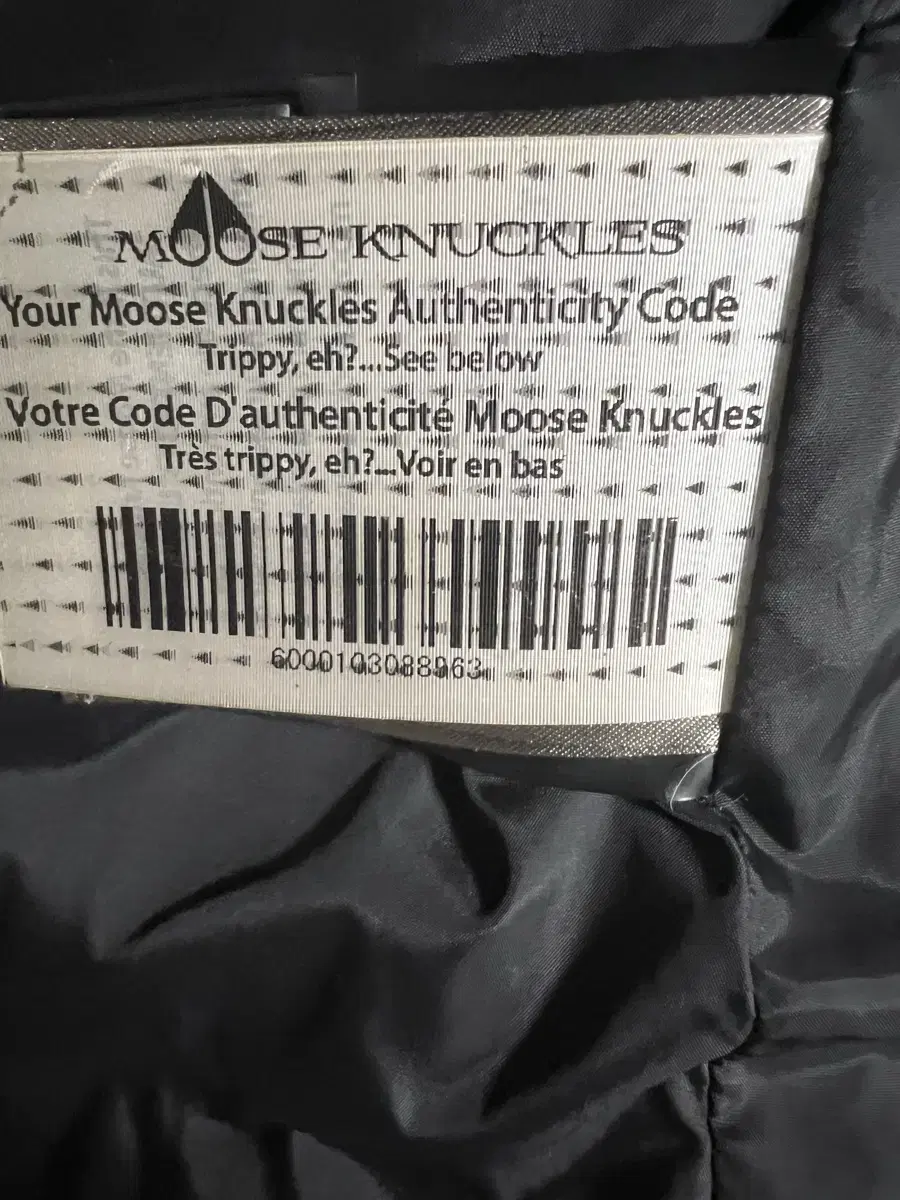 MOOSE KNUCKLES
Your Moose Knuckles Authenticity Code
Trippy, eh?...See below
Votre Code D'authenticité Moose Knuckles
Très trippy, eh?...Voir en bas
6000103088963